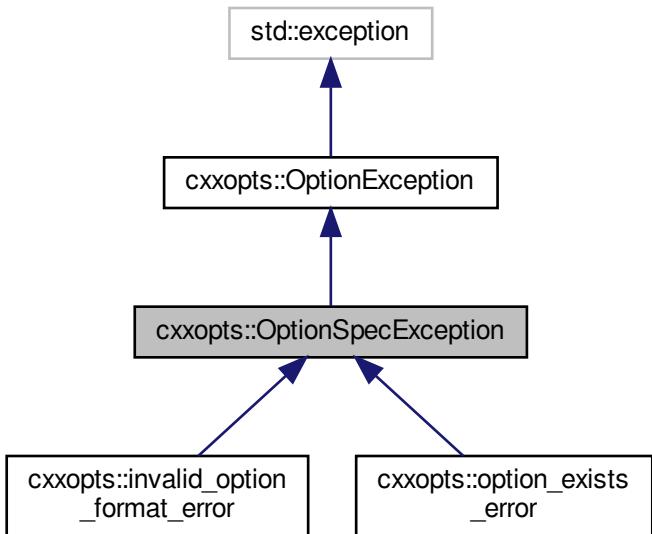 std::exception
cxxopts::OptionException
cxxopts::OptionSpecException
cxxopts::invalid_option
_format_error
cxxopts::option_exists
_error